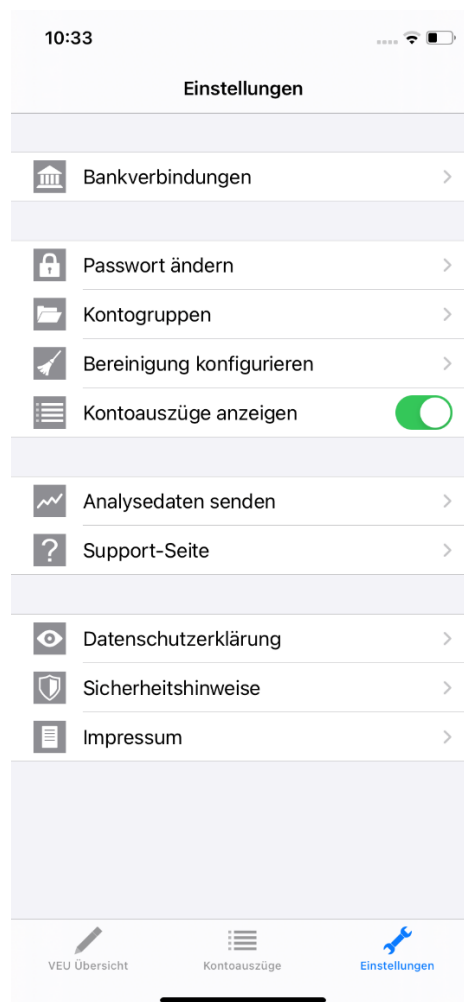 10:33
Einstellungen
Bankverbindungen
Passwort ändern
Kontogruppen
Bereinigung konfigurieren
Kontoauszüge anzeigen
Analysedaten senden
Support-Seite
Datenschutzerklärung
Sicherheitshinweise
Impressum
VEU Übersicht Kontoauszüge Einstellungen